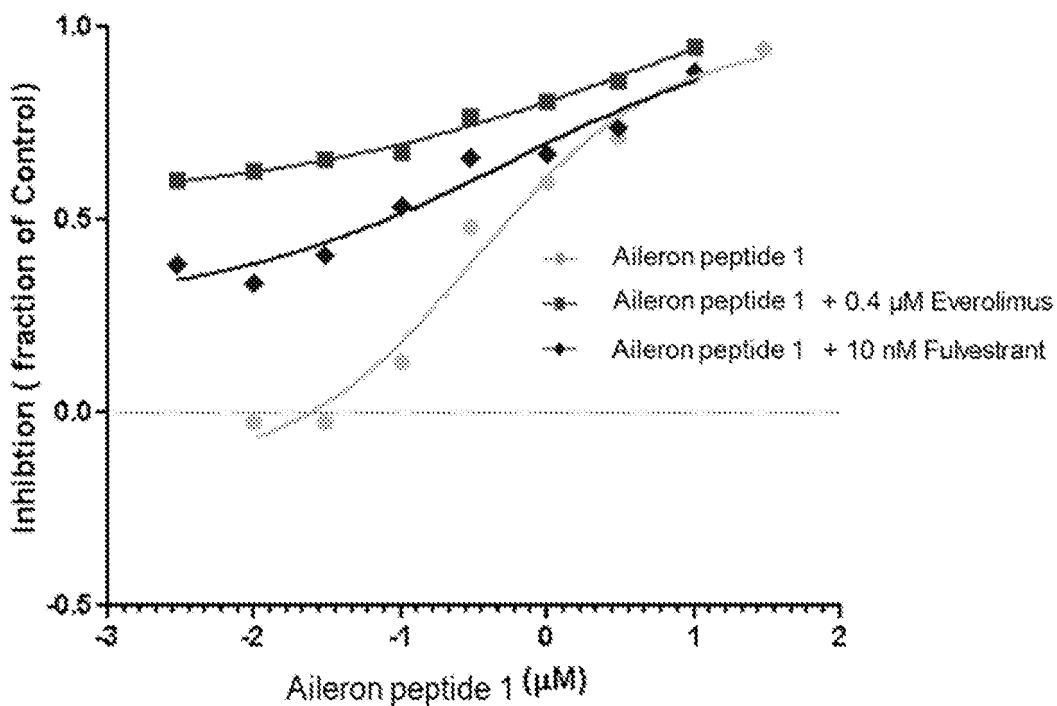 Inhibtion ( fraction of Control)
1.0
0.5
0.0
-0.5
-3
-2
-1
0
1
2
Aileron peptide 1
Aileron peptide 1 + 0.4 µM Everolimus
Aileron peptide 1 + 10 nM Fulvestrant
Aileron peptide 1 (µM)